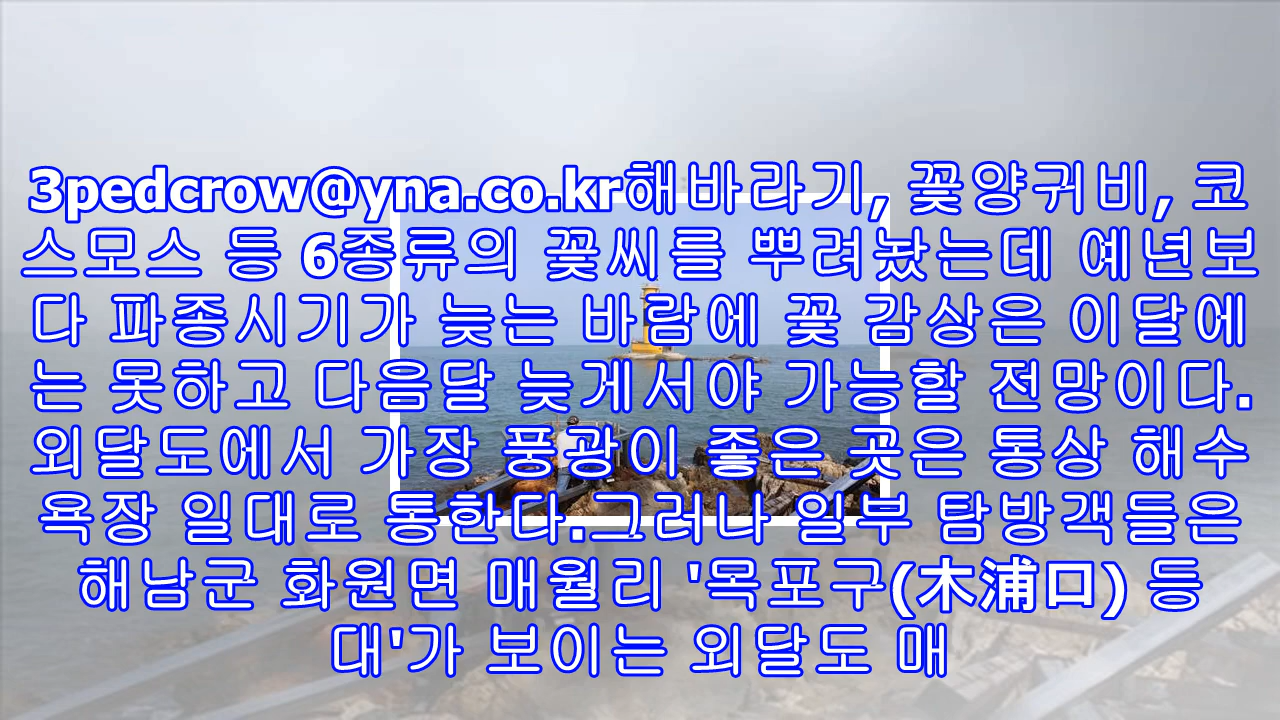 3pedcrow@yna.co.kr해바라기, 꽃양귀비, 코
스모스 등 6종류의 꽃씨를 뿌려놨는데 예년보
다 파종시기가 늦는 바람에 꽃 감상은 이달에
는 못하고 다음달 늦게서야 가능할 전망이다.
외달도에서 가장 풍광이 좋은 곳은 통상 해수
욕장 일대로 통한다.그러나 일부 탐방객들은
해남군 화원면 매월리 '목포구(木浦口) 등
대'가 보이는 외달도 매